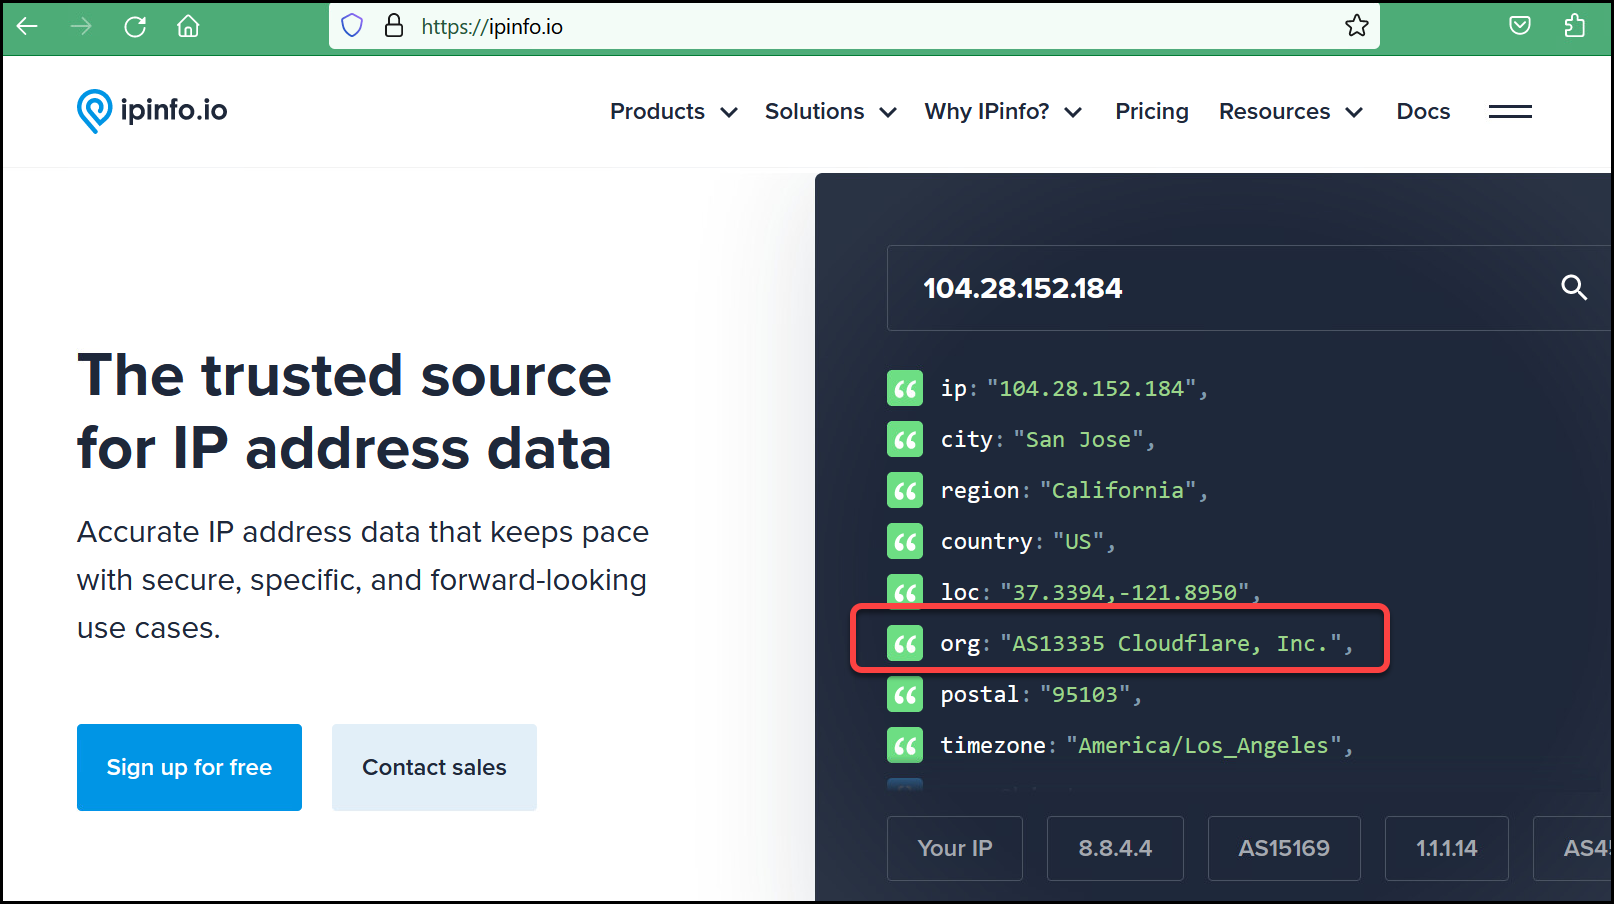 https://ipinfo.io
ipinfo.io
Products Solutions Why IPinfo? Pricing Resources Docs
The trusted source
for IP address data
Accurate IP address data that keeps pace
with secure, specific, and forward-looking
use cases.
Sign up for free Contact sales
104.28.152.184
ip: "104.28.152.184",
city: "San Jose",
region: "California",
country: "US",
loc: "37.3394,-121.8950",
org: "AS13335 Cloudflare, Inc.",
postal: "95103",
timezone: "America/Los_Angeles",
Your IP 8.8.4.4 AS15169 1.1.1.14